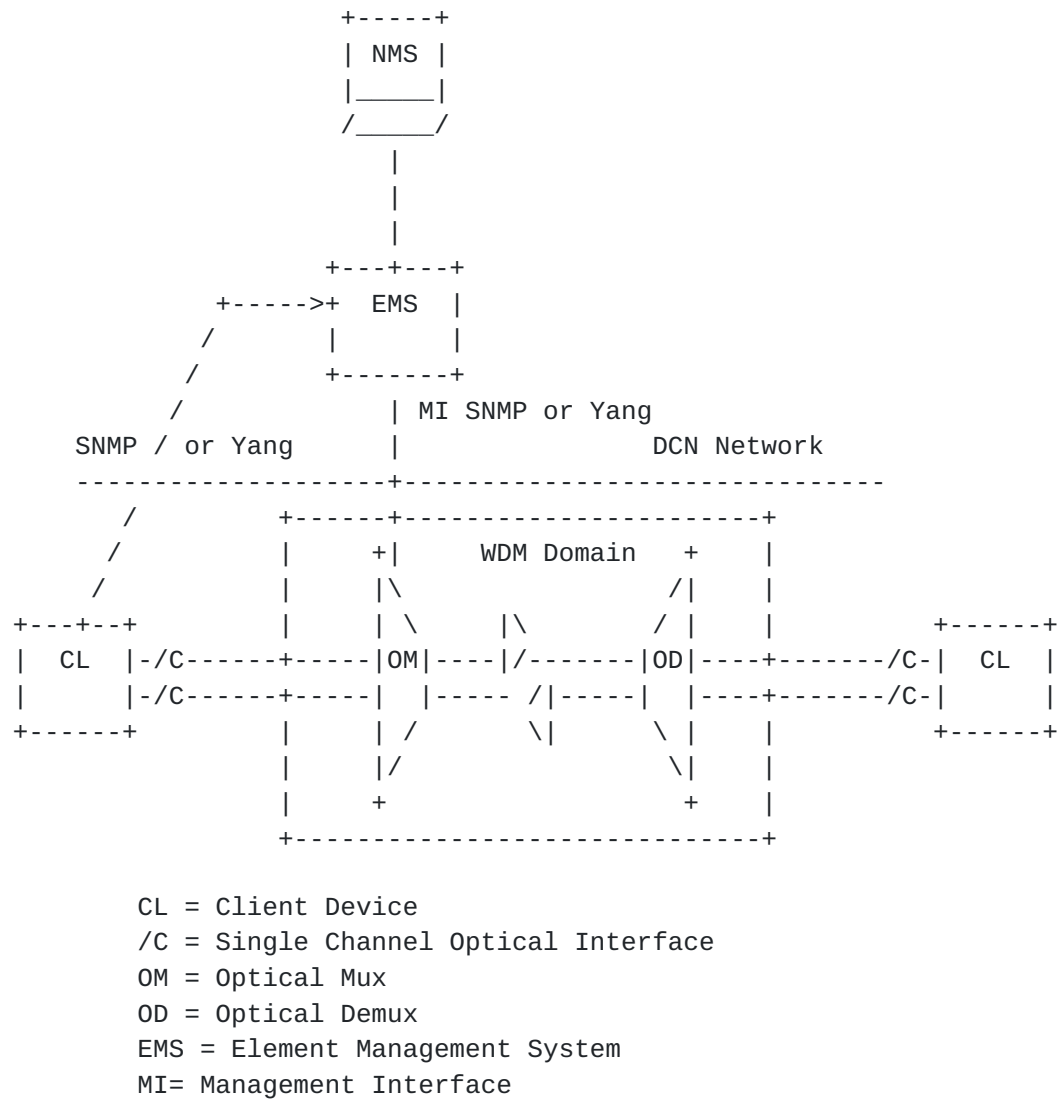 NMS
EMS
MI SNMP or Yang
SNMP / or Yang DCN Network
WDM Domain
CL -/C OM OD /C- CL
-/C /C-
CL = Client Device
/C = Single Channel Optical Interface
OM = Optical Mux
OD = Optical Demux
EMS = Element Management System
MI= Management Interface